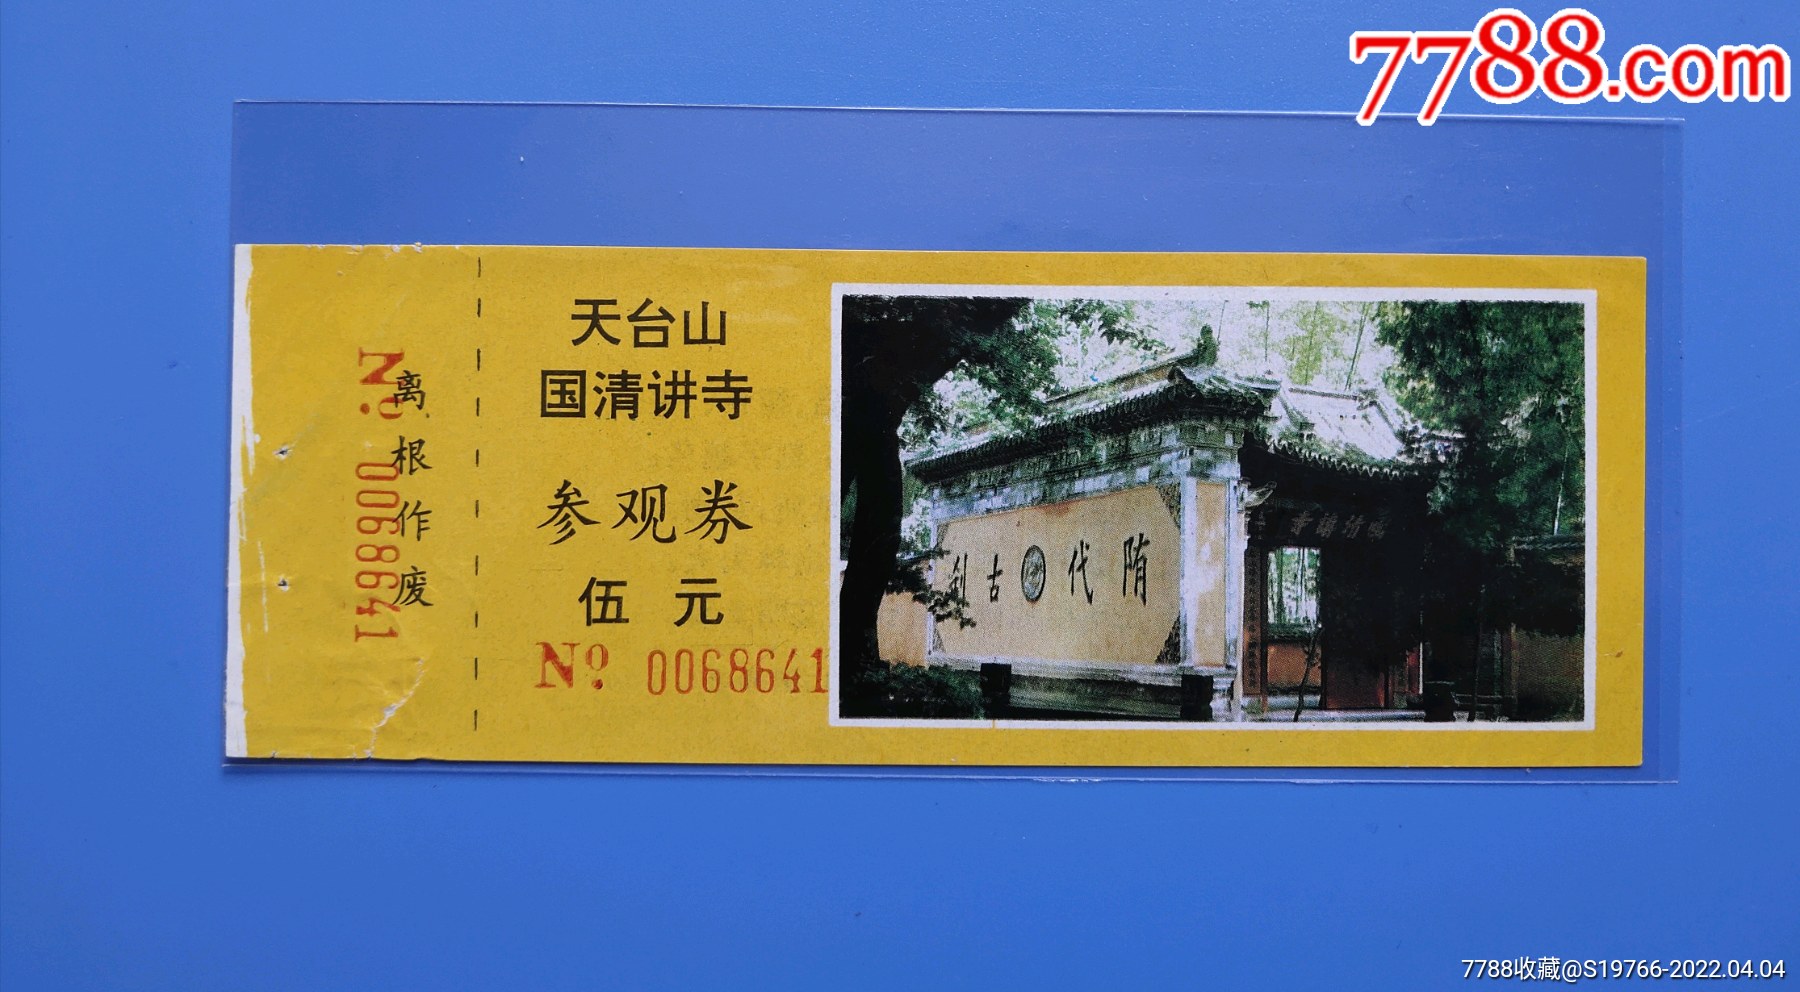 7788.com
天台山
国清讲寺
参观券
伍元
No 0068641
离根作废
No. 0068641
隋代古刹
7788收藏@S19766-2022.04.04